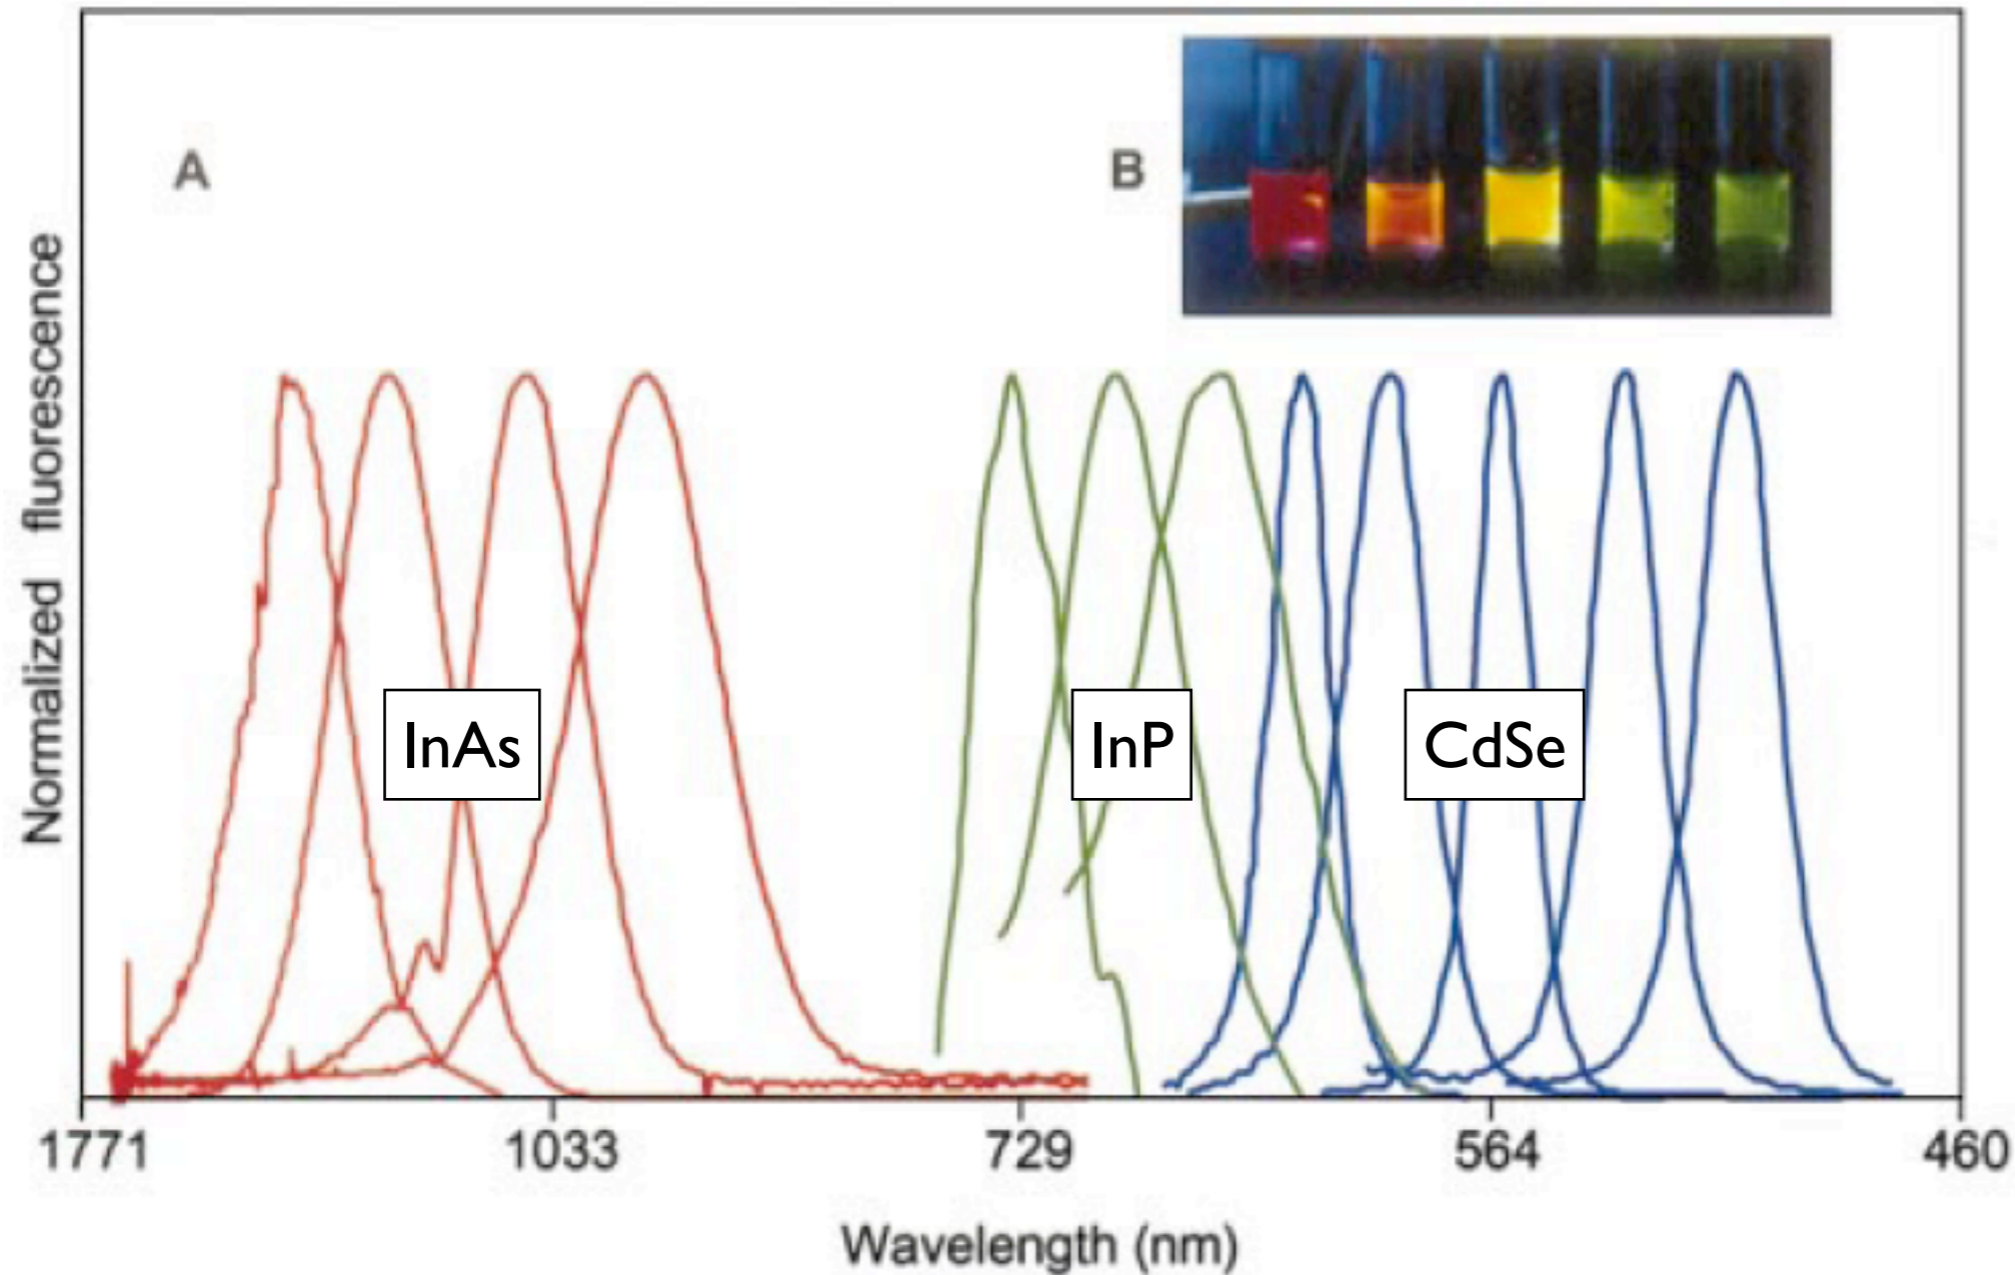 A
B
Normalized fluorescence
InAs
InP
CdSe
1771
1033
729
564
460
Wavelength (nm)